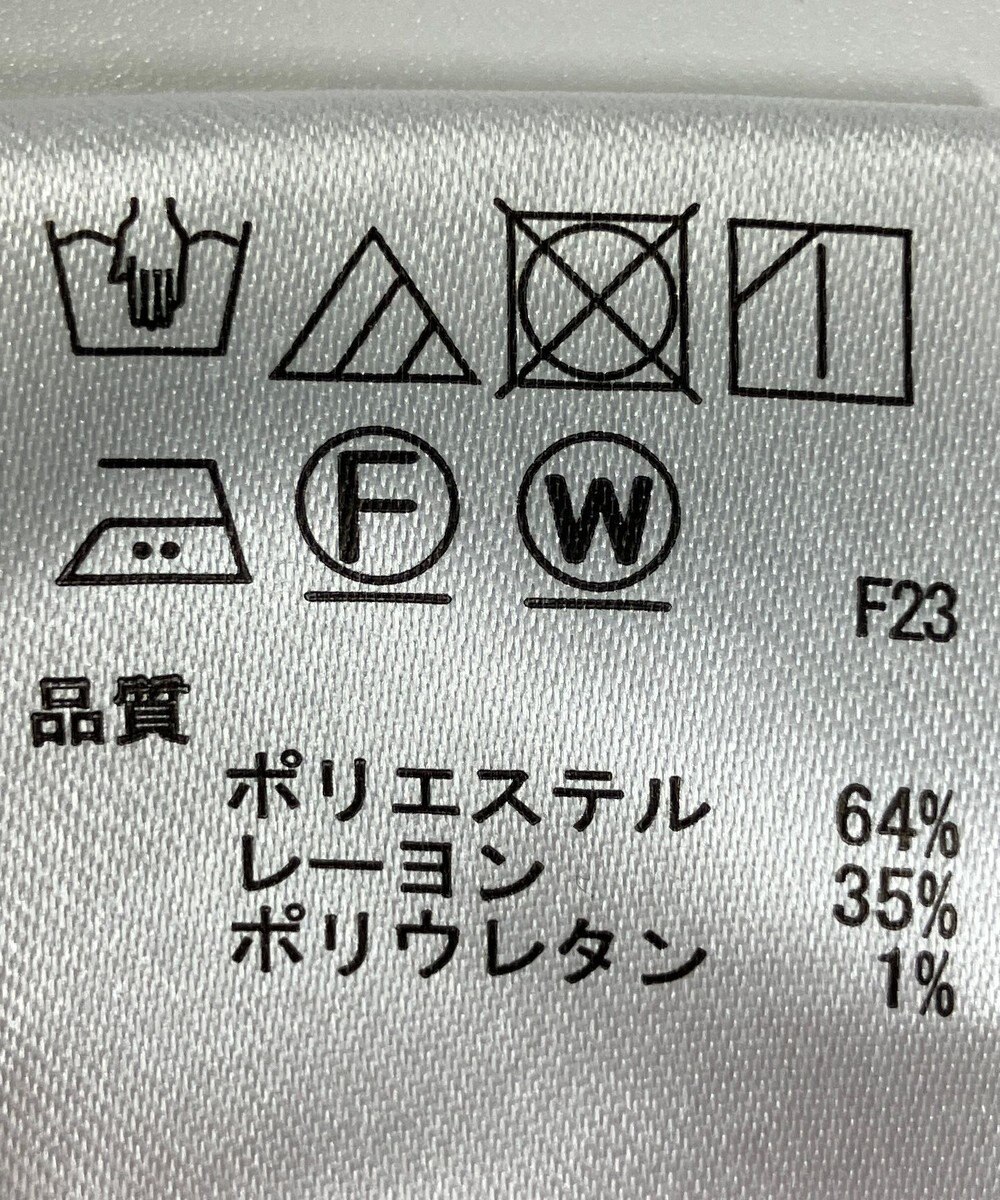 F W
F23
品質
ポリエステル 64%
レーヨン 35%
ポリウレタン 1%